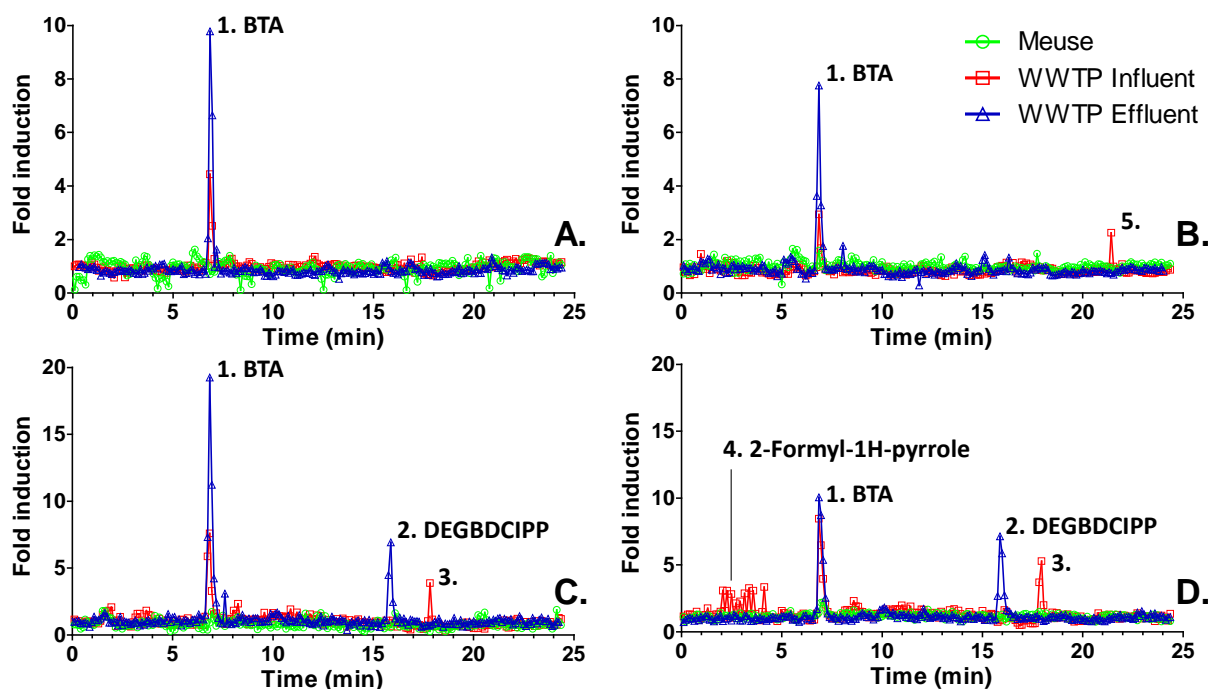 10
8
6
4
2
0
Fold induction
1. BTA
A.
0 5 10 15 20 25
Time (min)
10
8
6
4
2
0
Fold induction
1. BTA
Meuse
WWTP Influent
WWTP Effluent
5.
B.
0 5 10 15 20 25
Time (min)
20
15
10
5
0
Fold induction
1. BTA
2. DEGBDCIPP
3.
C.
0 5 10 15 20 25
Time (min)
20
15
10
5
0
Fold induction
4. 2-Formyl-1H-pyrrole
1. BTA
2. DEGBDCIPP
3.
D.
0 5 10 15 20 25
Time (min)